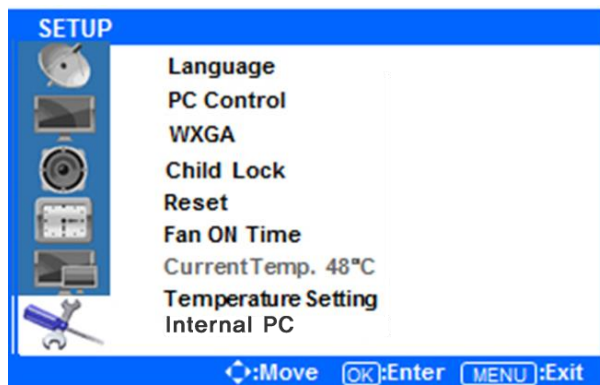 SETUP
Language
PC Control
WXGA
Child Lock
Reset
Fan ON Time
CurrentTemp. 48°C
Temperature Setting
Internal PC
:Move OK:Enter MENU:Exit